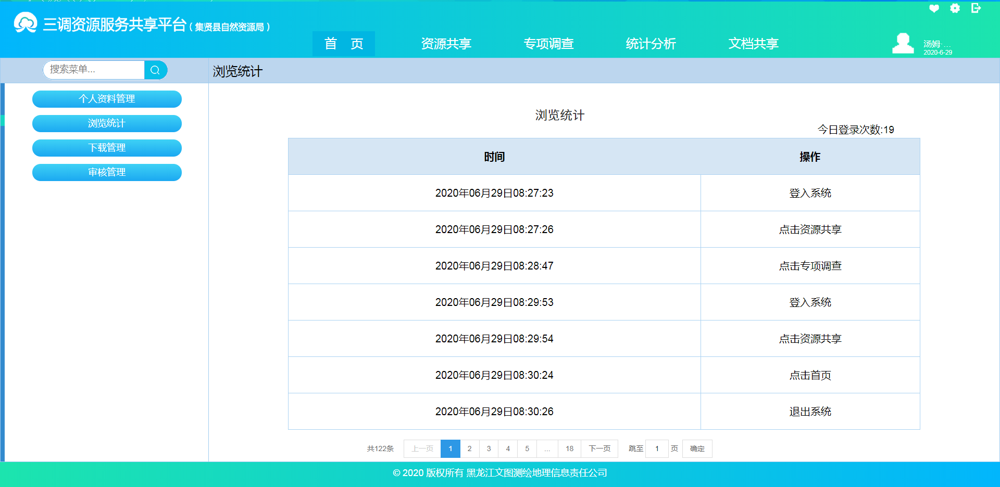 三调资源服务共享平台（集贤县自然资源局）
首 页 资源共享 专项调查 统计分析 文档共享
汤姆·...
2020-6-29
搜索菜单...
浏览统计
个人资料管理
浏览统计
下载管理
审核管理
浏览统计
今日登录次数:19
时间 操作
2020年06月29日08:27:23 登入系统
2020年06月29日08:27:26 点击资源共享
2020年06月29日08:28:47 点击专项调查
2020年06月29日08:29:53 登入系统
2020年06月29日08:29:54 点击资源共享
2020年06月29日08:30:24 点击首页
2020年06月29日08:30:26 退出系统
共122条 上一页 1 2 3 4 5 ... 18 下一页 跳至 1 页 确定
© 2020 版权所有 黑龙江文图测绘地理信息责任公司